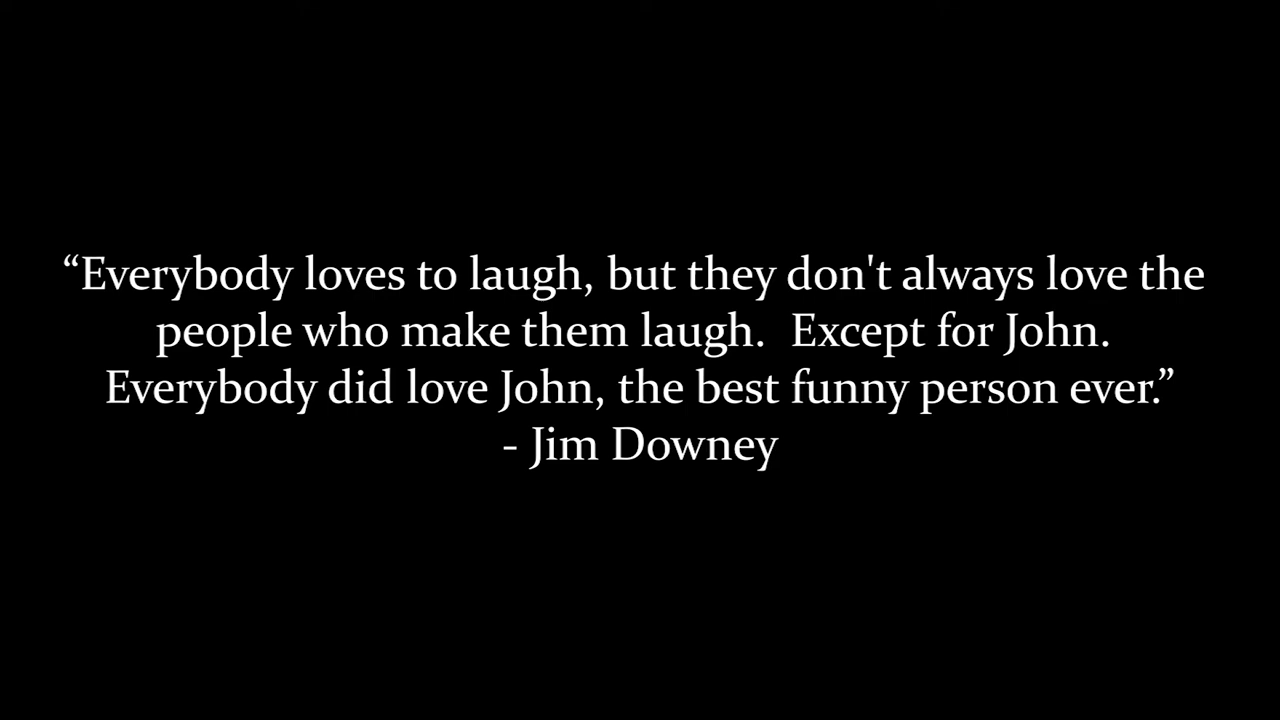 “Everybody loves to laugh, but they don't always love the
people who make them laugh.  Except for John.
Everybody did love John, the best funny person ever.”
- Jim Downey